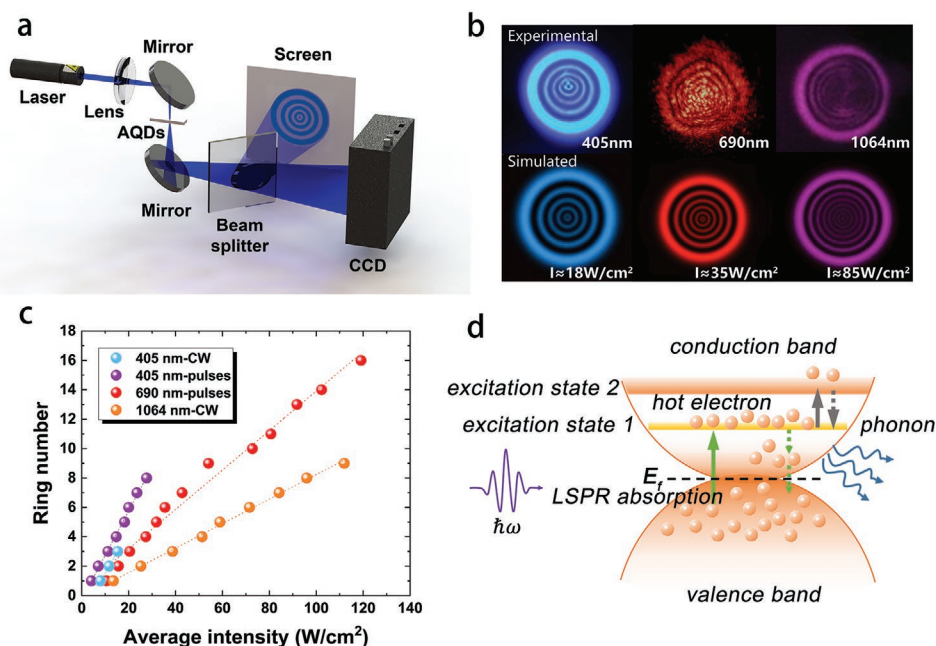 a
Laser
Lens
Mirror
AQDs
Mirror
Screen
Beam
splitter
CCD
b
Experimental
405nm
690nm
1064nm
Simulated
I≈18W/cm²
I≈35W/cm²
I≈85W/cm²
c
Ring number
18
16
14
12
10
8
6
4
2
0
405 nm-CW
405 nm-pulses
690 nm-pulses
1064 nm-CW
0 20 40 60 80 100 120 140
Average intensity (W/cm²)
d
conduction band
excitation state 2
hot electron
excitation state 1
phonon
E_f
LSPR absorption
ħω
valence band